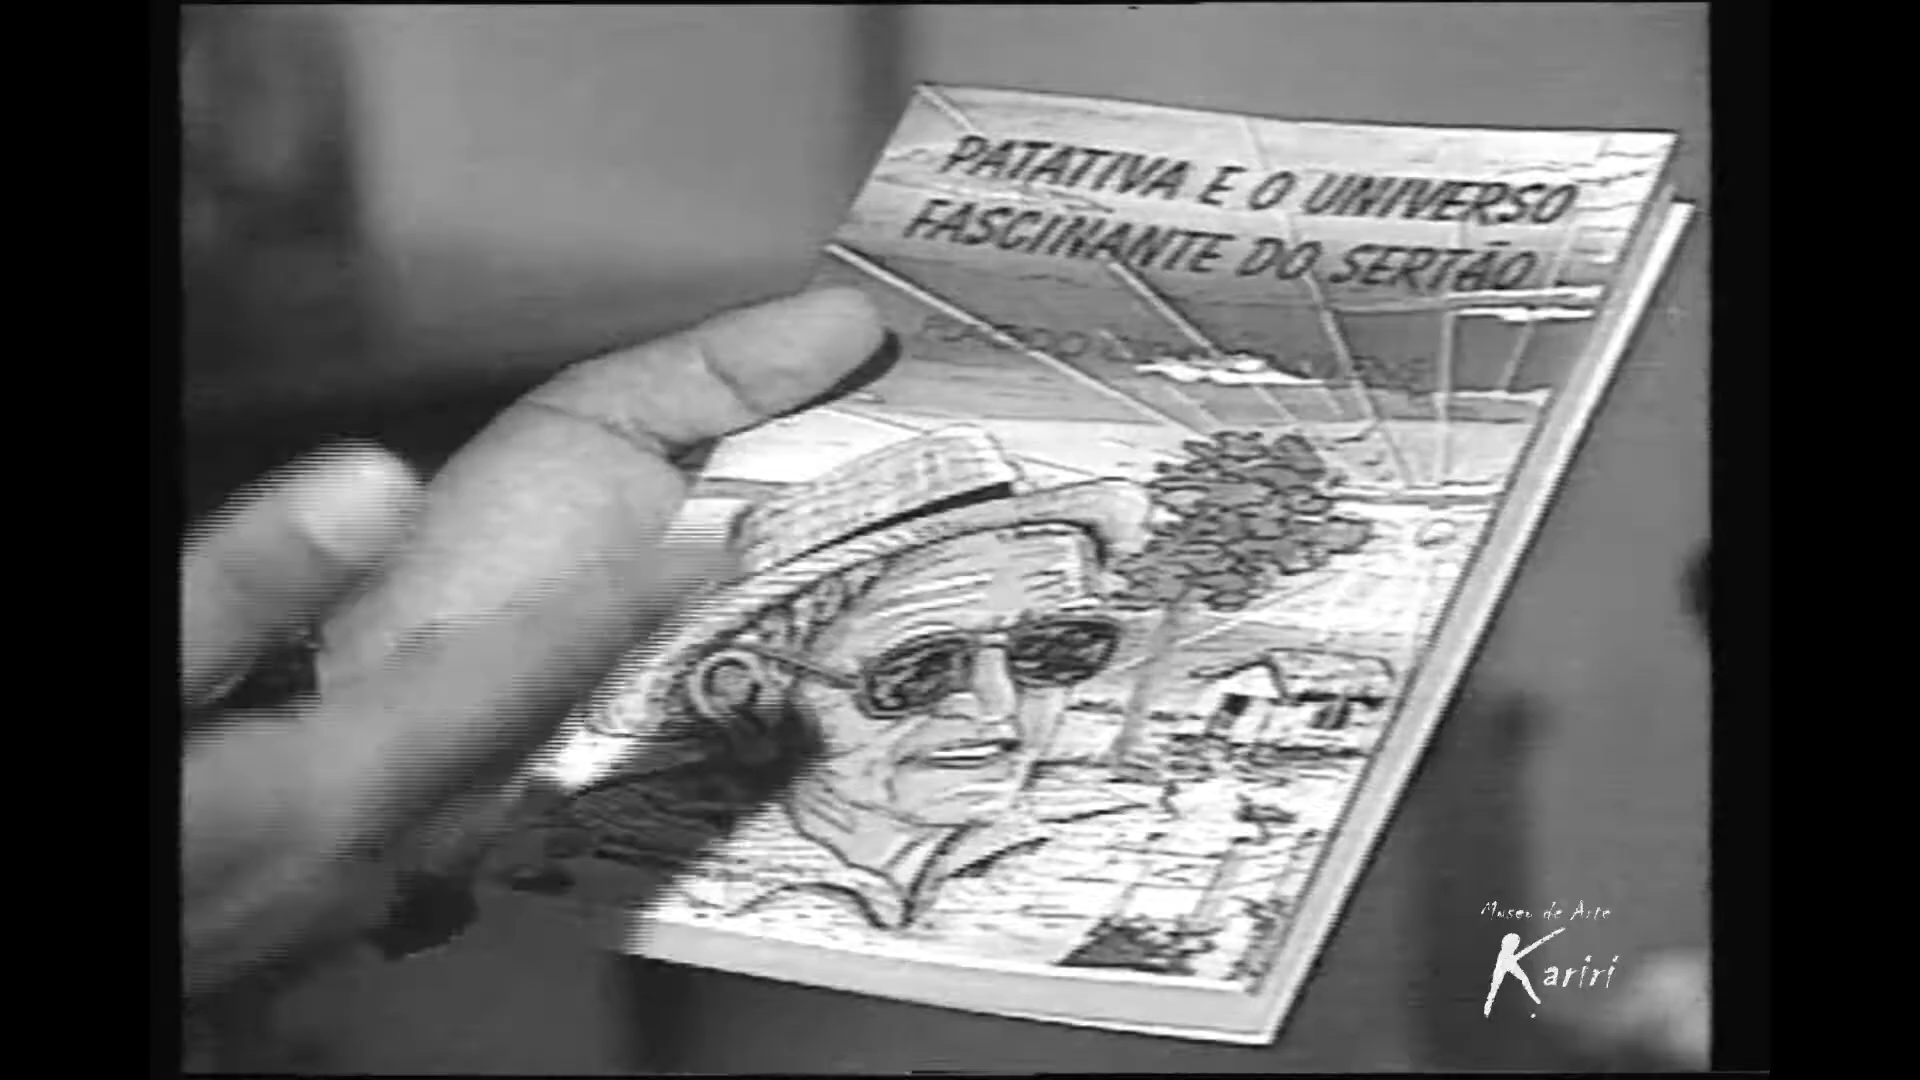 PATATIVA E O UNIVERSO
FASCINANTE DO SERTÃO
Museu de Arte
Kariri